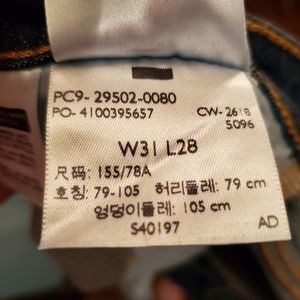 PC9- 29502-0080
PO- 4100395657 CW- 2618
5096
W31 L28
尺码: 155/78A
호칭: 79-105 허리둘레: 79 cm
엉덩이둘레: 105 cm
S40197 AD